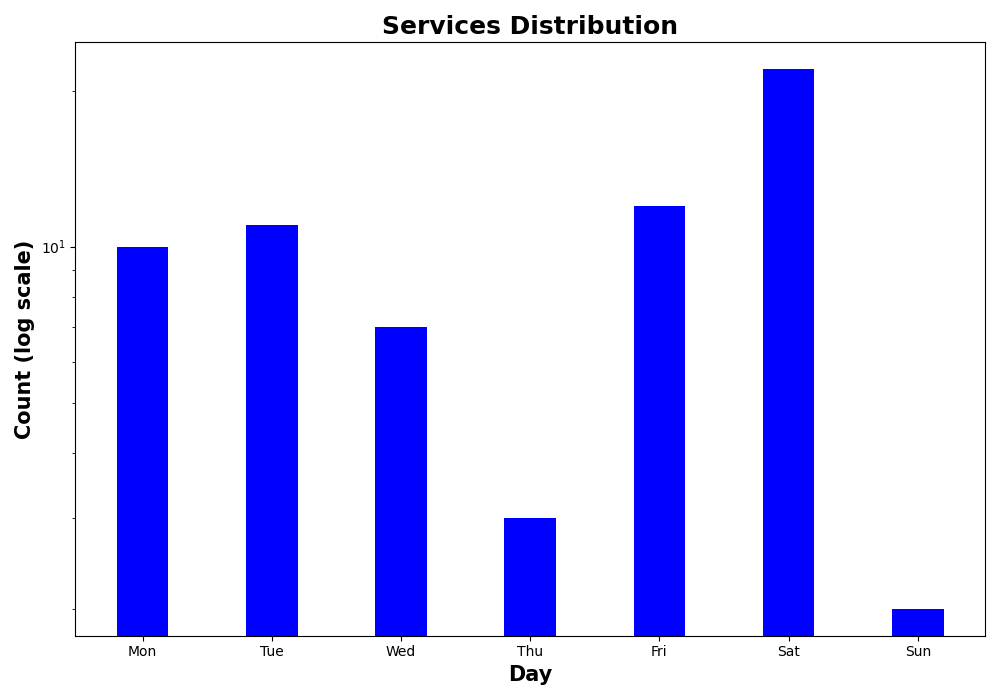 Services Distribution
Count (log scale)
10¹
Mon Tue Wed Thu Fri Sat Sun
Day